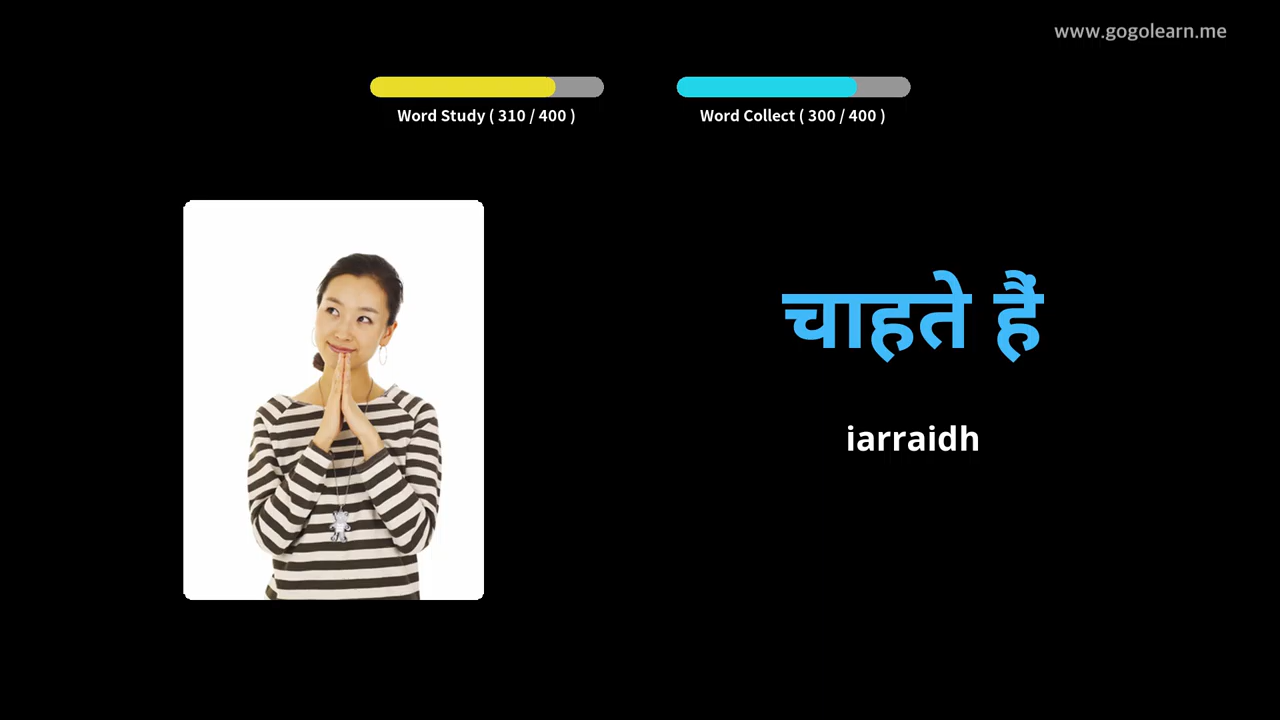 www.gogolearn.me
Word Study ( 310 / 400 )
Word Collect ( 300 / 400 )
चाहते हैं
iarraidh